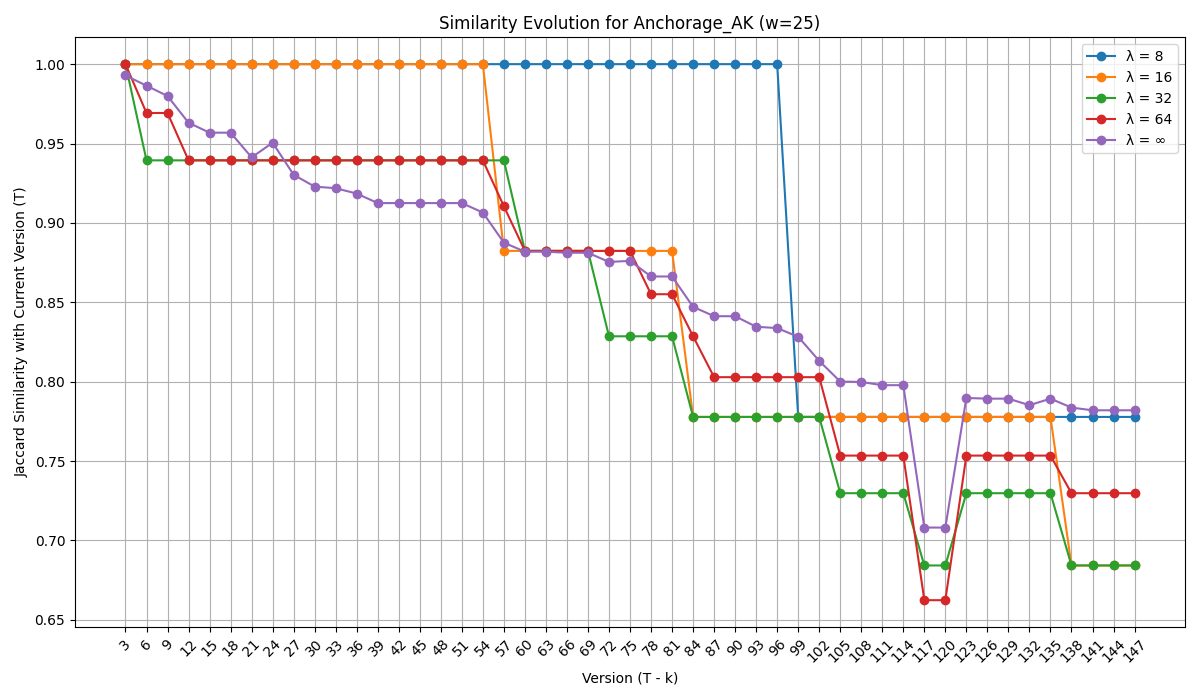 Similarity Evolution for Anchorage_AK (w=25)
λ = 8
λ = 16
λ = 32
λ = 64
λ = ∞
Jaccard Similarity with Current Version (T)
1.00
0.95
0.90
0.85
0.80
0.75
0.70
0.65
3 6 9 12 15 18 21 24 27 30 33 36 39 42 45 48 51 54 57 60 63 66 69 72 75 78 81 84 87 90 93 96 99 102 105 108 111 114 117 120 123 126 129 132 135 138 141 144 147
Version (T - k)